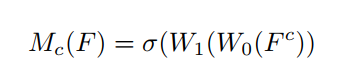 M_c(F) = σ(W_1(W_0(F^c))